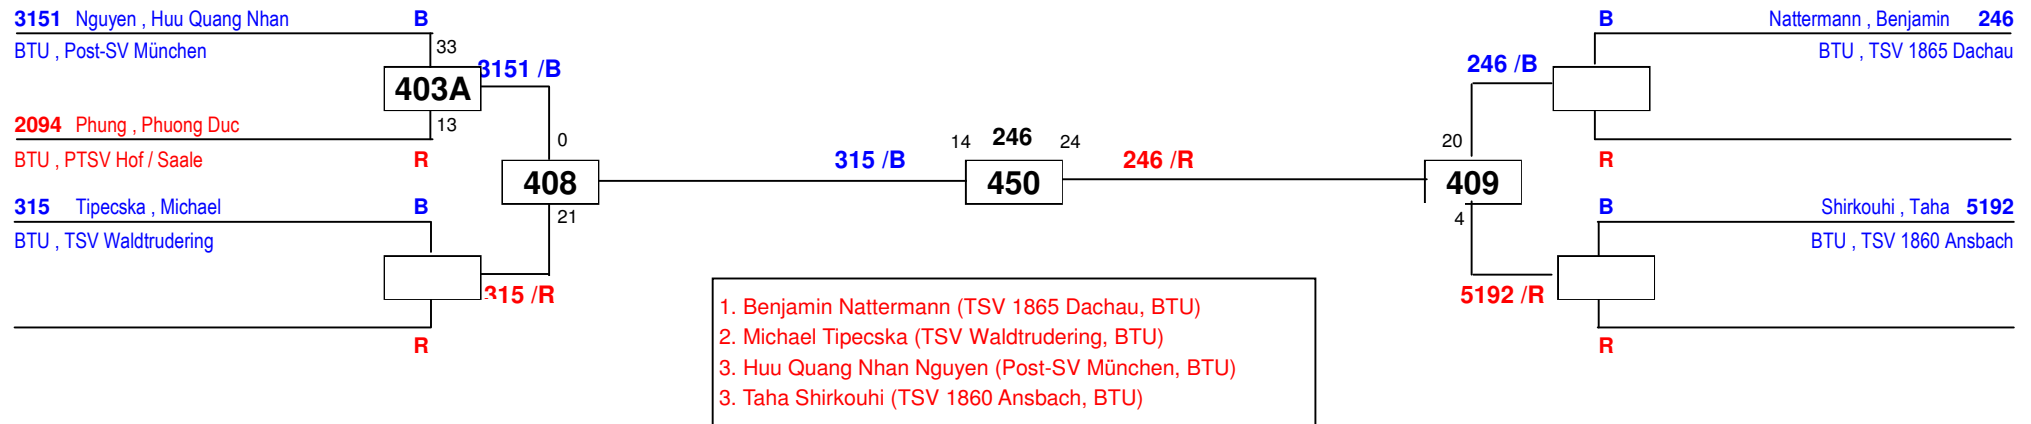 3151 Nguyen , Huu Quang Nhan B
BTU , Post-SV München
33
403A
3151 /B
13
2094 Phung , Phuong Duc
BTU , PTSV Hof / Saale R
0
408
21
315 Tipecska , Michael B
BTU , TSV Waldtrudering
315 /R
R
315 /B
14 246 24
450
246 /R
B Nattermann , Benjamin 246
BTU , TSV 1865 Dachau
246 /B
R
20
409
4
B Shirkouhi , Taha 5192
BTU , TSV 1860 Ansbach
5192 /R
R
1. Benjamin Nattermann (TSV 1865 Dachau, BTU)
2. Michael Tipecska (TSV Waldtrudering, BTU)
3. Huu Quang Nhan Nguyen (Post-SV München, BTU)
3. Taha Shirkouhi (TSV 1860 Ansbach, BTU)